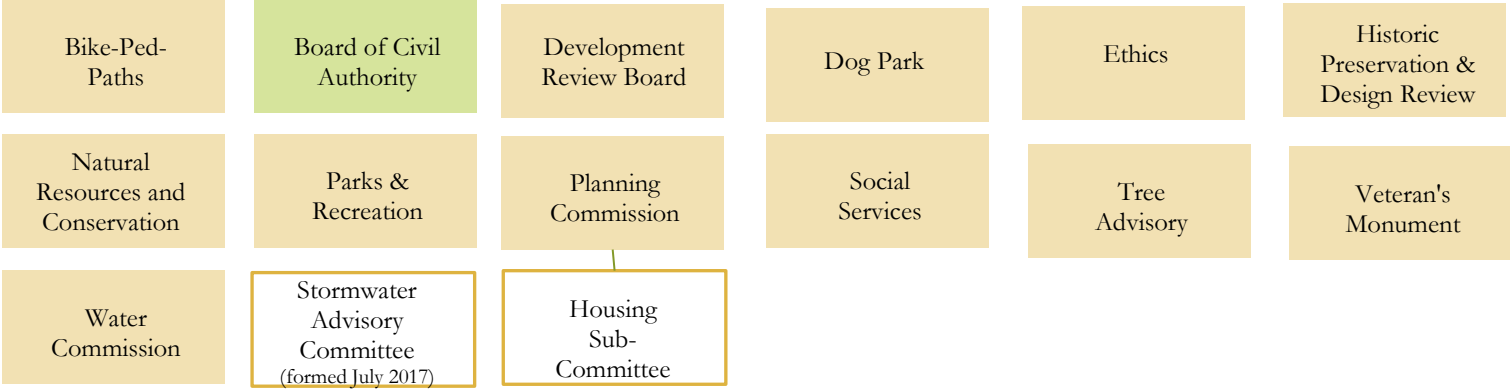 Bike-Ped-
Paths
Board of Civil
Authority
Development
Review Board
Dog Park
Ethics
Historic
Preservation &
Design Review
Natural
Resources and
Conservation
Parks &
Recreation
Planning
Commission
Social
Services
Tree
Advisory
Veteran's
Monument
Water
Commission
Stormwater
Advisory
Committee
(formed July 2017)
Housing
Sub-
Committee